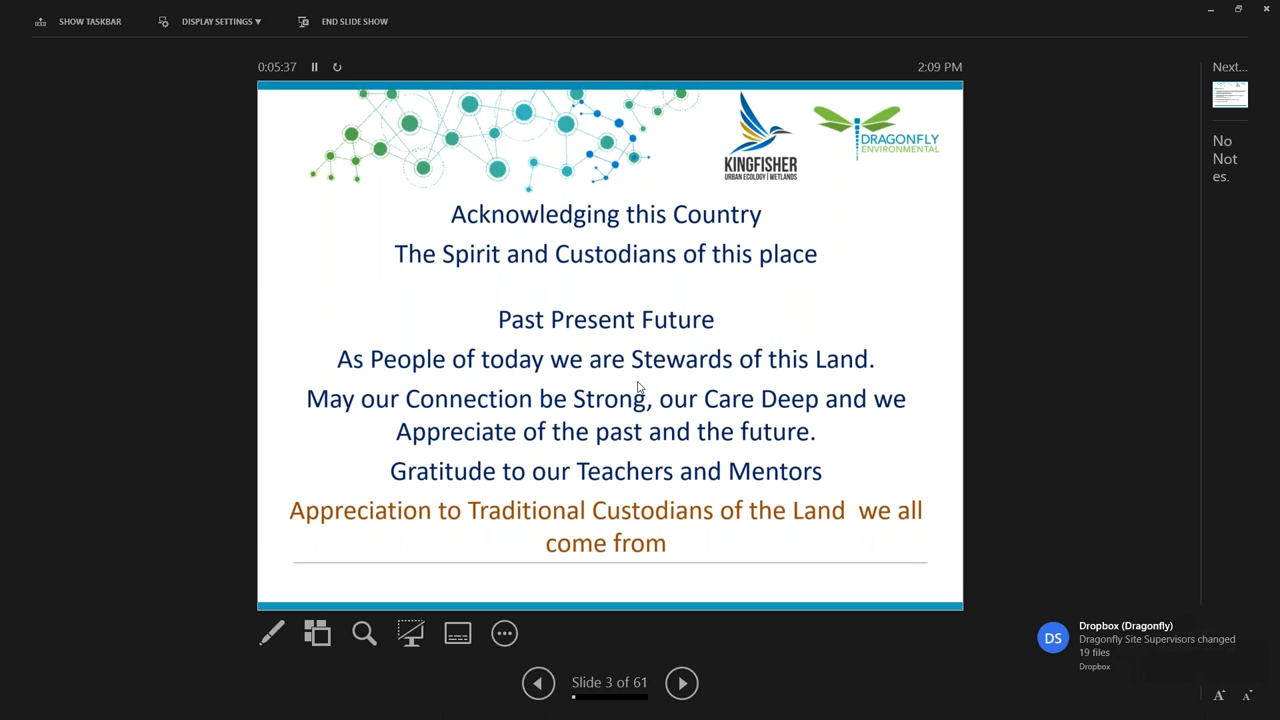 SHOW TASKBAR
DISPLAY SETTINGS ▼
END SLIDE SHOW
0:05:37
2:09 PM
Next...
KINGFISHER
URBAN ECOLOGY | WETLANDS
DRAGONFLY
ENVIRONMENTAL
No
Not
es.
Acknowledging this Country
The Spirit and Custodians of this place
Past Present Future
As People of today we are Stewards of this Land.
May our Connection be Strong, our Care Deep and we
Appreciate of the past and the future.
Gratitude to our Teachers and Mentors
Appreciation to Traditional Custodians of the Land we all
come from
DS
Dropbox (Dragonfly)
Dragonfly Site Supervisors changed
19 files
Dropbox
Slide 3 of 61
A A